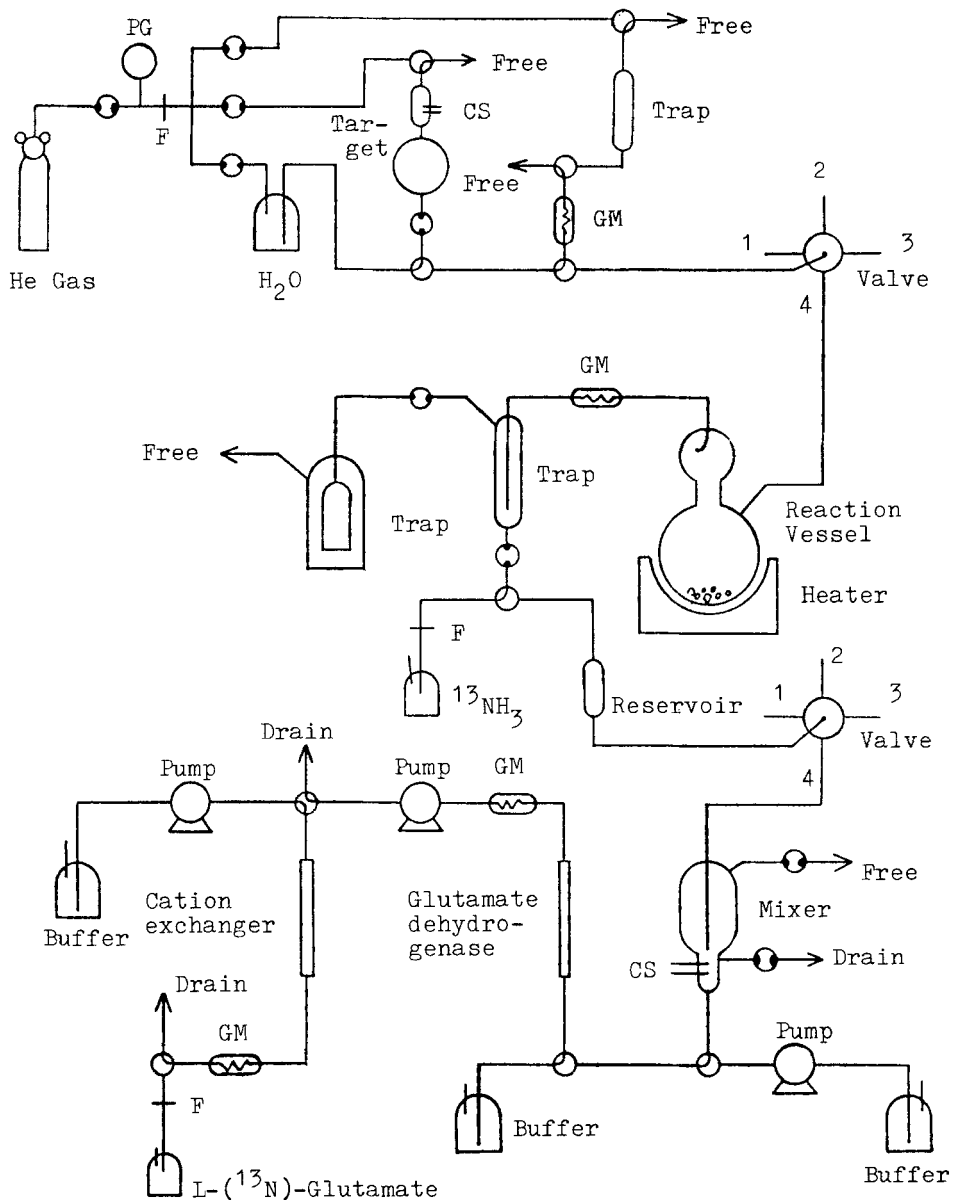 PG
Free
Free
CS
Trap
F
Tar-
get
Free
GM
He Gas
H2O
2
1
3
Valve
4
GM
Free
Trap
Trap
Reaction
Vessel
Heater
F
13NH3
Reservoir
2
1
3
Valve
4
Drain
Pump
Pump
GM
Buffer
Cation
exchanger
Glutamate
dehydro-
genase
Free
Mixer
CS
Drain
Drain
GM
Pump
F
Buffer
Buffer
L-(13N)-Glutamate